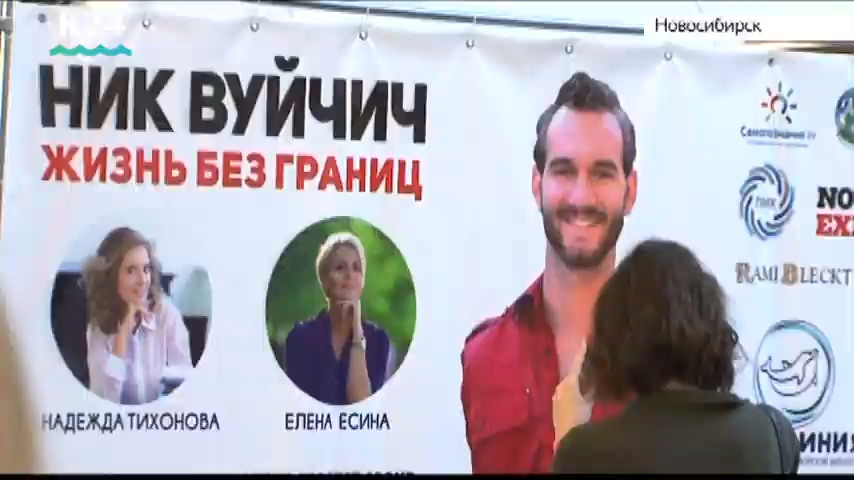 Новосибирск
НИК ВУЙЧИЧ
ЖИЗНЬ БЕЗ ГРАНИЦ
НАДЕЖДА ТИХОНОВА
ЕЛЕНА ЕСИНА
RAMI BLECKT